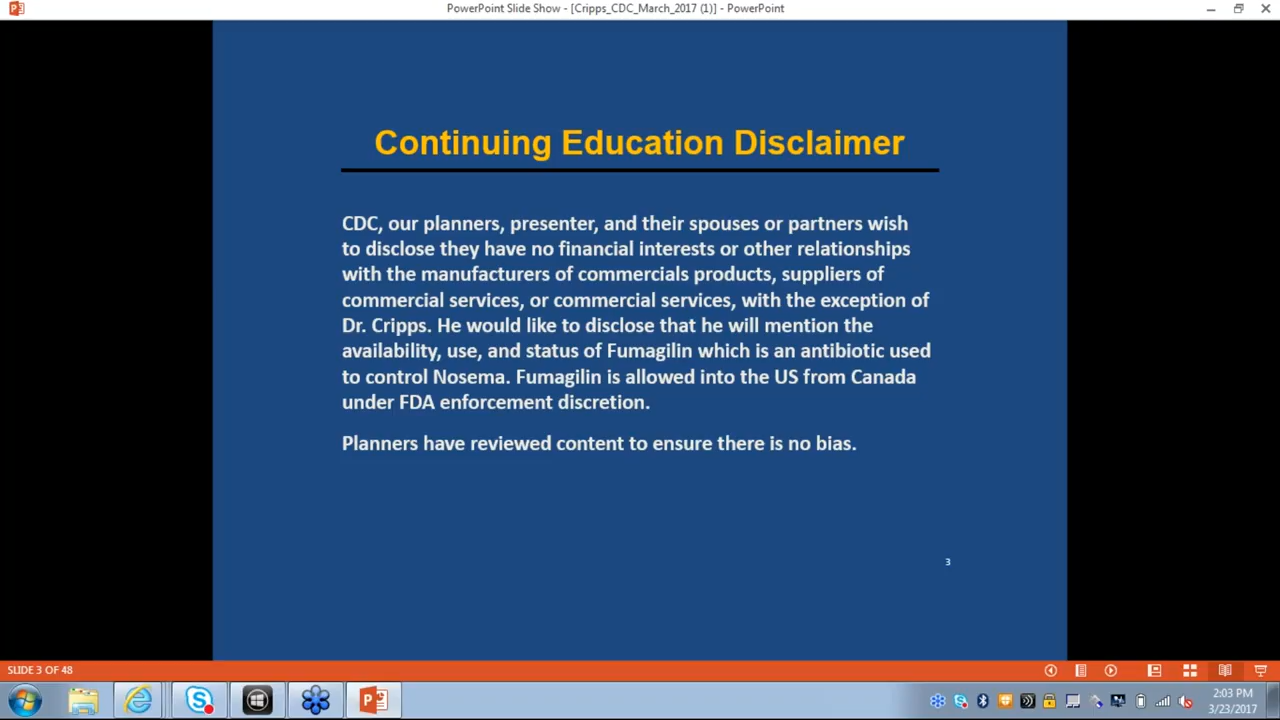 PowerPoint Slide Show - [Cripps_CDC_March_2017 (1)] - PowerPoint
Continuing Education Disclaimer
CDC, our planners, presenter, and their spouses or partners wish
to disclose they have no financial interests or other relationships
with the manufacturers of commercials products, suppliers of
commercial services, or commercial services, with the exception of
Dr. Cripps. He would like to disclose that he will mention the
availability, use, and status of Fumagilin which is an antibiotic used
to control Nosema. Fumagilin is allowed into the US from Canada
under FDA enforcement discretion.
Planners have reviewed content to ensure there is no bias.
3
SLIDE 3 OF 48
2:03 PM
3/23/2017